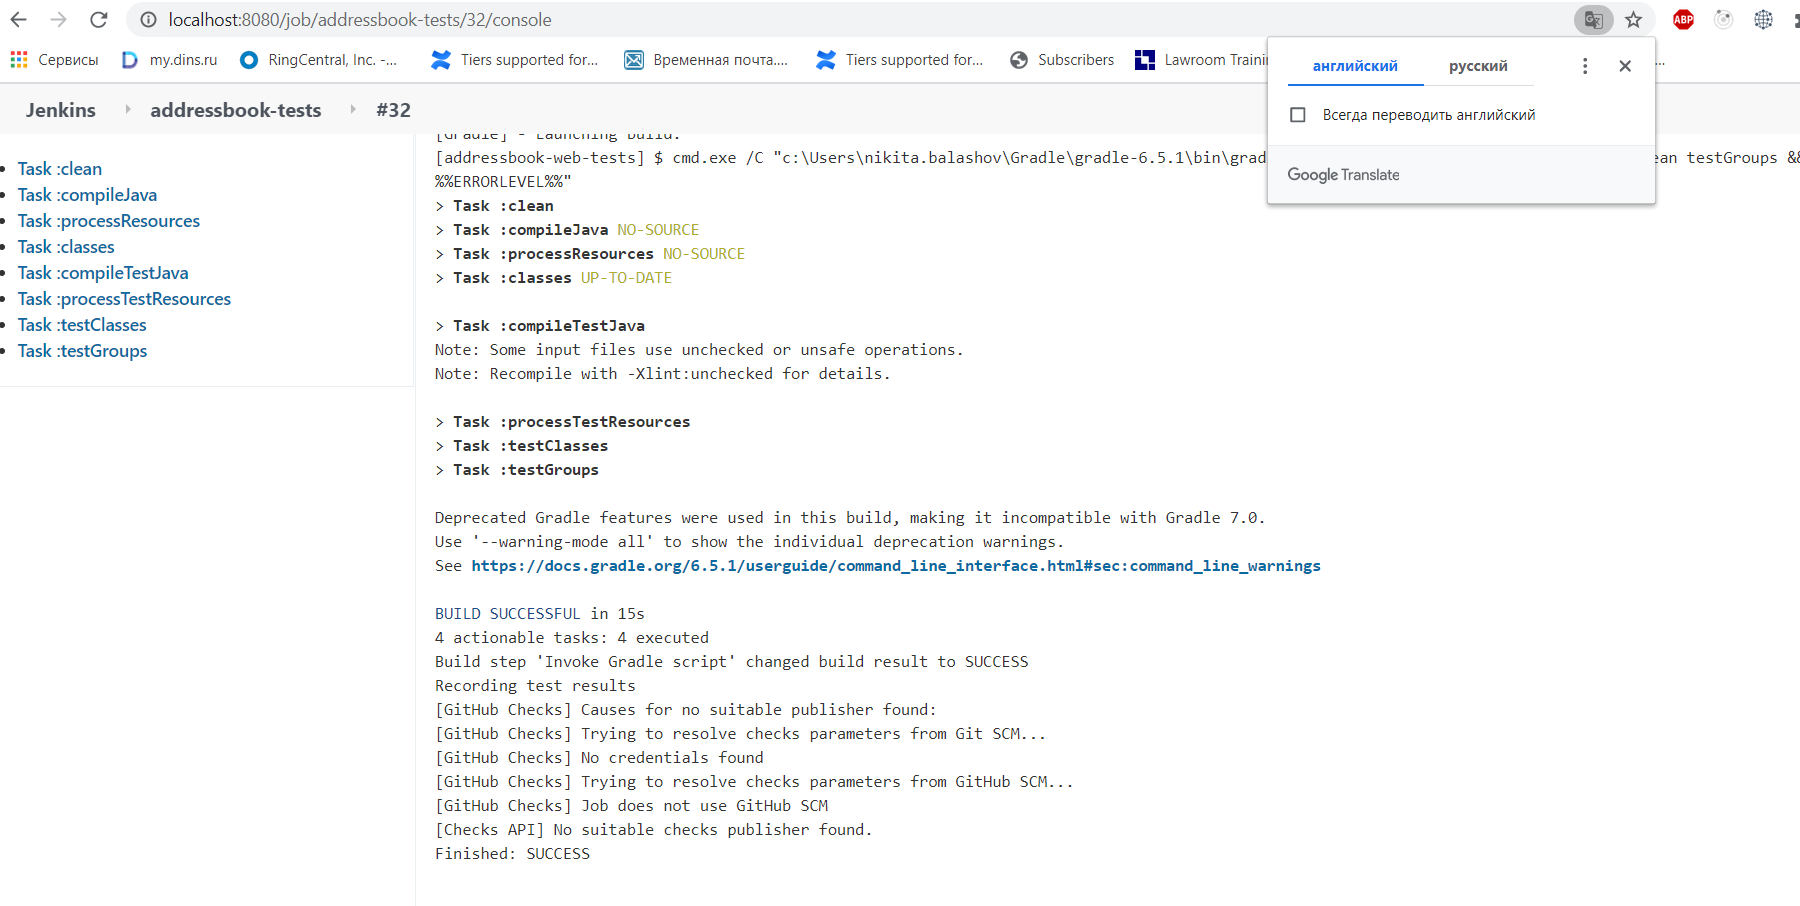 localhost:8080/job/addressbook-tests/32/console
ABP
Сервисы
my.dins.ru
RingCentral, Inc. -...
Tiers supported for...
Временная почта....
Tiers supported for...
Subscribers
Lawroom Traini
английский
русский
Всегда переводить английский
Google Translate
Jenkins
addressbook-tests
#32
Task :clean
Task :compileJava
Task :processResources
Task :classes
Task :compileTestJava
Task :processTestResources
Task :testClasses
Task :testGroups
[Gradle] - Launching build.
[addressbook-web-tests] $ cmd.exe /C "c:\Users\nikita.balashov\Gradle\gradle-6.5.1\bin\grad ean testGroups &&
%%ERRORLEVEL%%"
> Task :clean
> Task :compileJava NO-SOURCE
> Task :processResources NO-SOURCE
> Task :classes UP-TO-DATE
> Task :compileTestJava
Note: Some input files use unchecked or unsafe operations.
Note: Recompile with -Xlint:unchecked for details.
> Task :processTestResources
> Task :testClasses
> Task :testGroups
Deprecated Gradle features were used in this build, making it incompatible with Gradle 7.0.
Use '--warning-mode all' to show the individual deprecation warnings.
See https://docs.gradle.org/6.5.1/userguide/command_line_interface.html#sec:command_line_warnings
BUILD SUCCESSFUL in 15s
4 actionable tasks: 4 executed
Build step 'Invoke Gradle script' changed build result to SUCCESS
Recording test results
[GitHub Checks] Causes for no suitable publisher found:
[GitHub Checks] Trying to resolve checks parameters from Git SCM...
[GitHub Checks] No credentials found
[GitHub Checks] Trying to resolve checks parameters from GitHub SCM...
[GitHub Checks] Job does not use GitHub SCM
[Checks API] No suitable checks publisher found.
Finished: SUCCESS